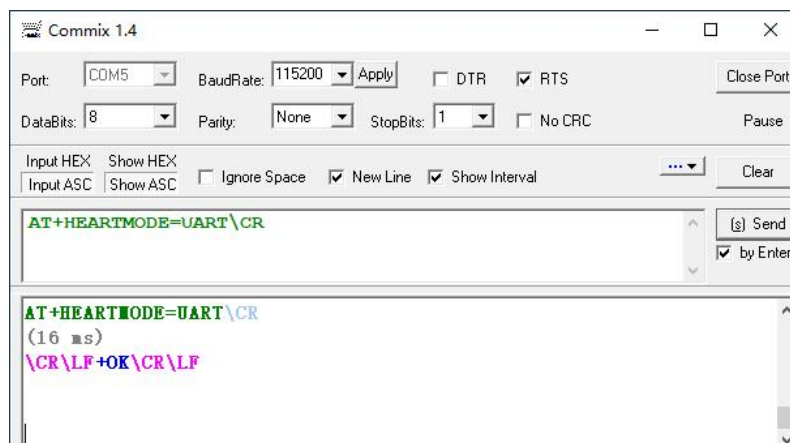 Commix 1.4
Port: COM5 BaudRate: 115200 Apply DTR RTS Close Port
DataBits: 8 Parity: None StopBits: 1 No CRC Pause
Input HEX Show HEX
Input ASC Show ASC Ignore Space New Line Show Interval ... Clear
AT+HEARTMODE=UART\CR
(s) Send
by Enter
AT+HEARTMODE=UART\CR
(16 ms)
\CR\LF+OK\CR\LF